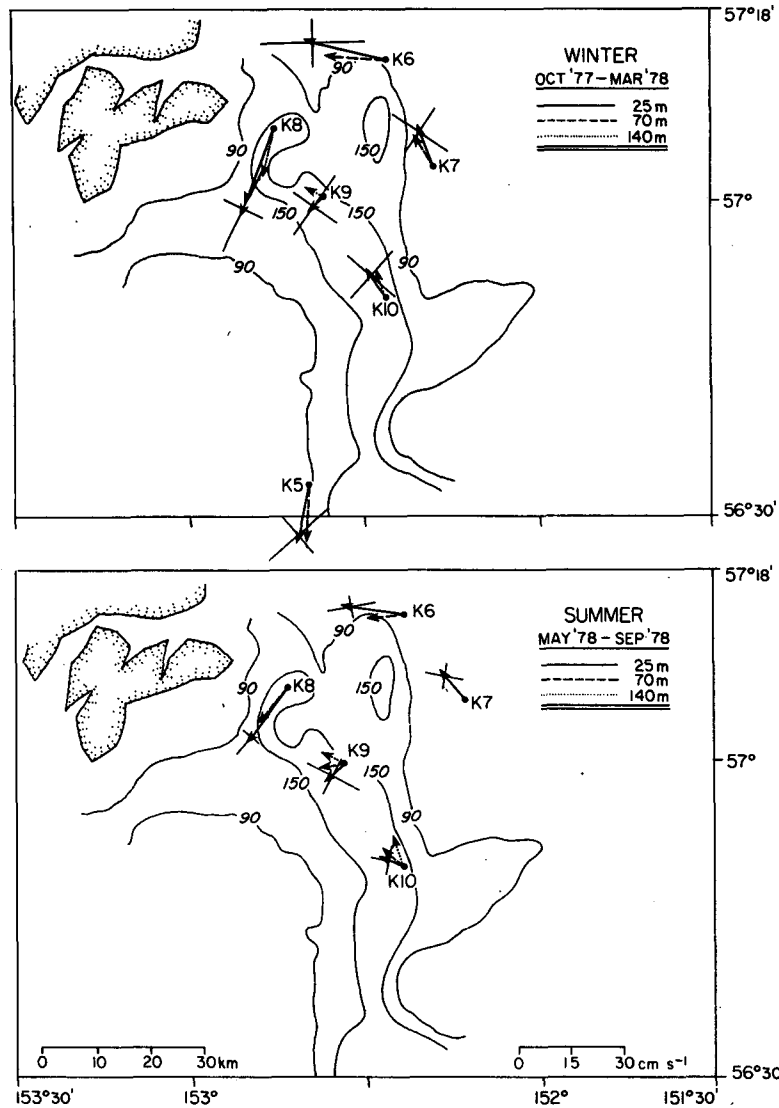 57°18'
K6
WINTER
OCT '77-MAR '78
25 m
70 m
140 m
90
K8
150
K7
90
K9
57°
150
150
90
90
K10
K5
56°30'
57°18'
K6
SUMMER
MAY '78-SEP '78
25 m
70 m
140 m
90
K8
150
K7
90
K9
57°
150
150
90
90
K10
0 10 20 30 km
0 15 30 cm s⁻¹
56°30'
153°30' 153° 152° 151°30'